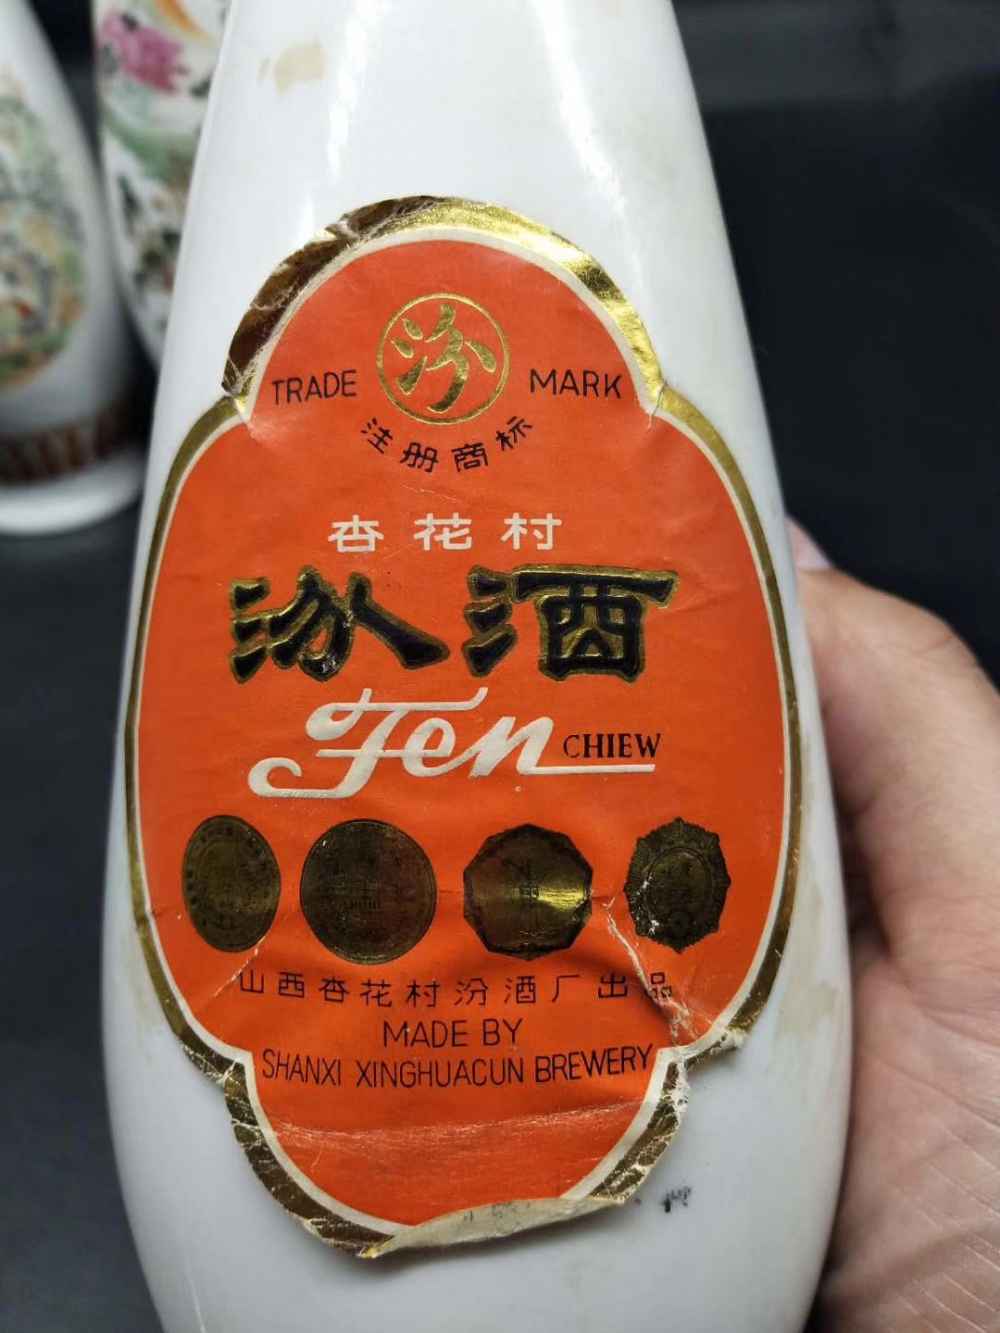 汾
TRADE MARK
注册商标
杏花村
汾酒
Fen CHIEW
山西杏花村汾酒厂出品
MADE BY
SHANXI XINGHUACUN BREWERY